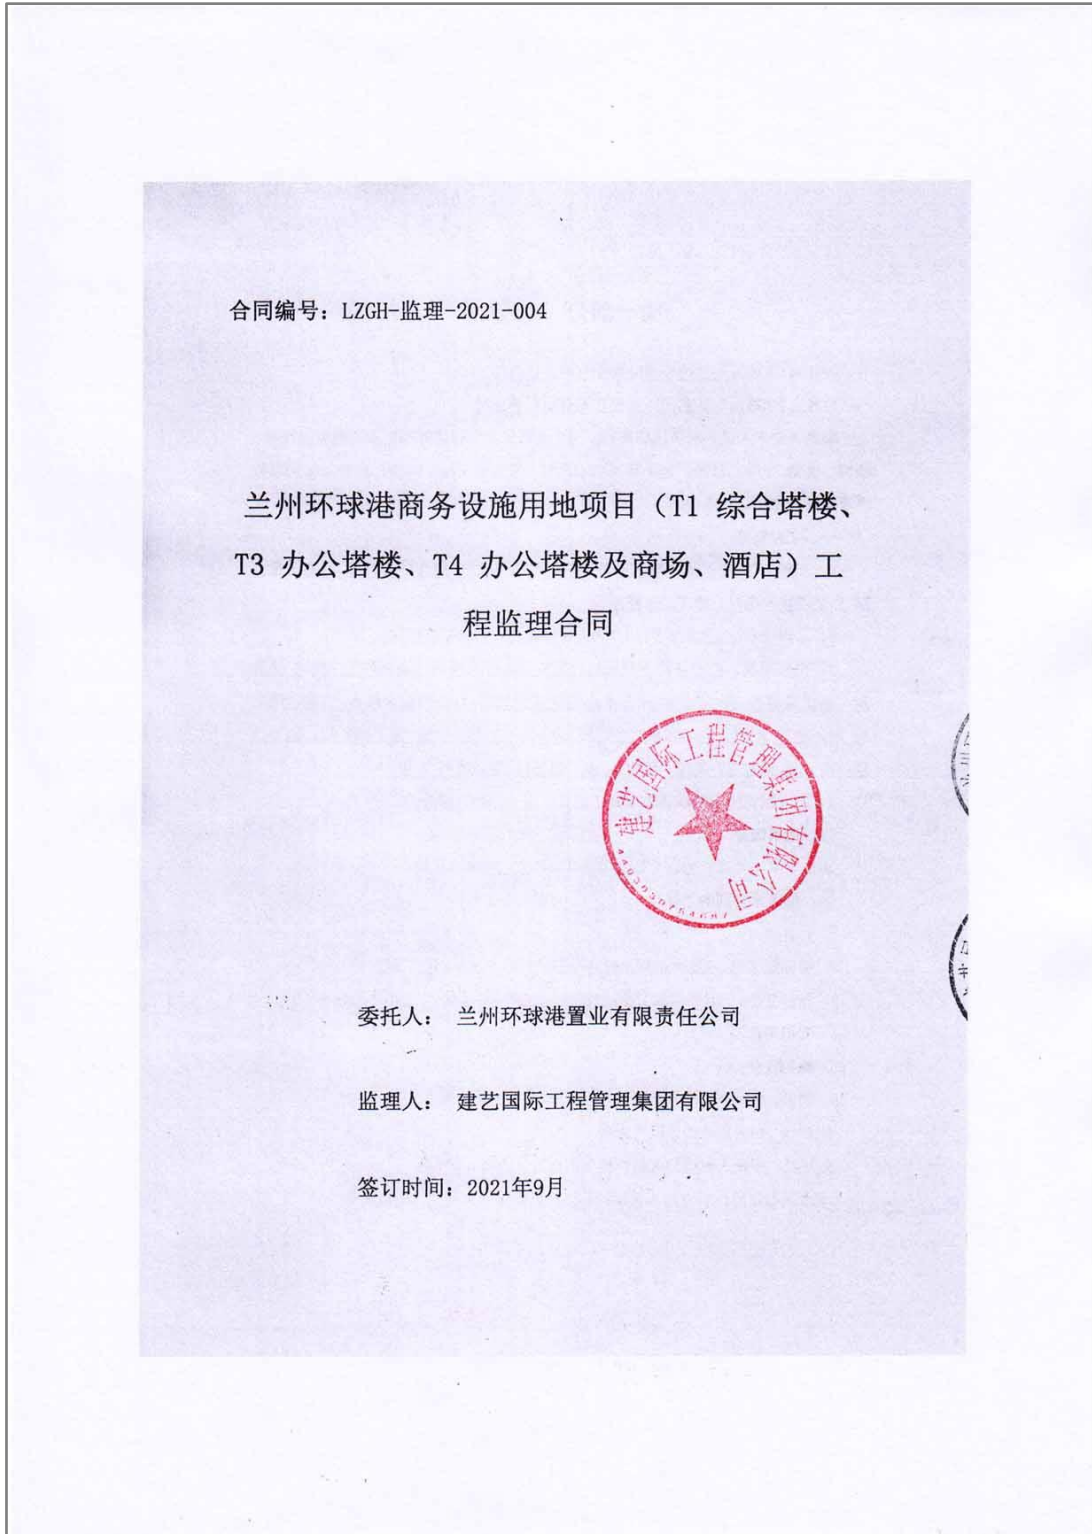 合同编号：LZGH-监理-2021-004
兰州环球港商务设施用地项目（T1 综合塔楼、
T3 办公塔楼、T4 办公塔楼及商场、酒店）工
程监理合同
建艺国际工程管理集团有限公司
委托人： 兰州环球港置业有限责任公司
监理人： 建艺国际工程管理集团有限公司
签订时间：2021年9月